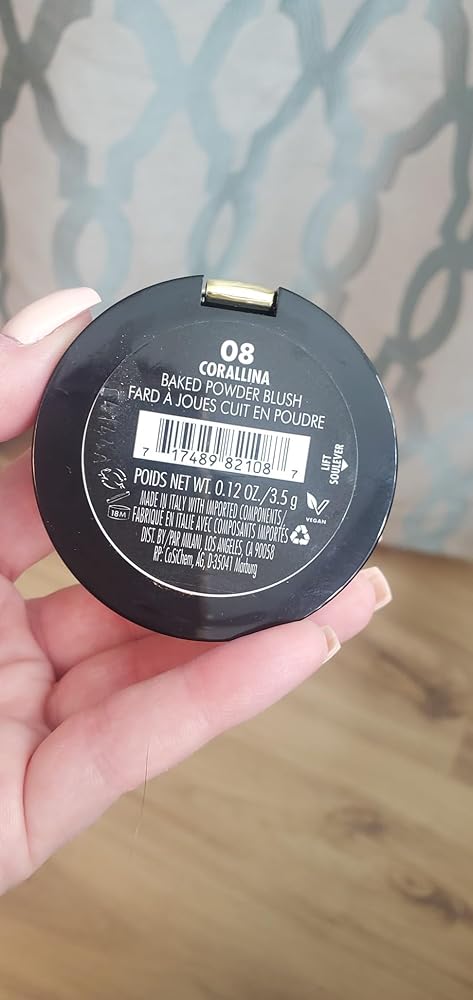 08
CORALLINA
BAKED POWDER BLUSH
FARD À JOUES CUIT EN POUDRE
7 17489 82108 7
LIFT
SOULEVER
POIDS NET WT. 0.12 OZ./3.5 g
MADE IN ITALY WITH IMPORTED COMPONENTS/
FABRIQUÉ EN ITALIE AVEC COMPOSANTS IMPORTÉS
DIST. BY/PAR MILANI, LOS ANGELES, CA 90058
RP: CoSiChem, AG, D-35041 Marburg
18M
VEGAN